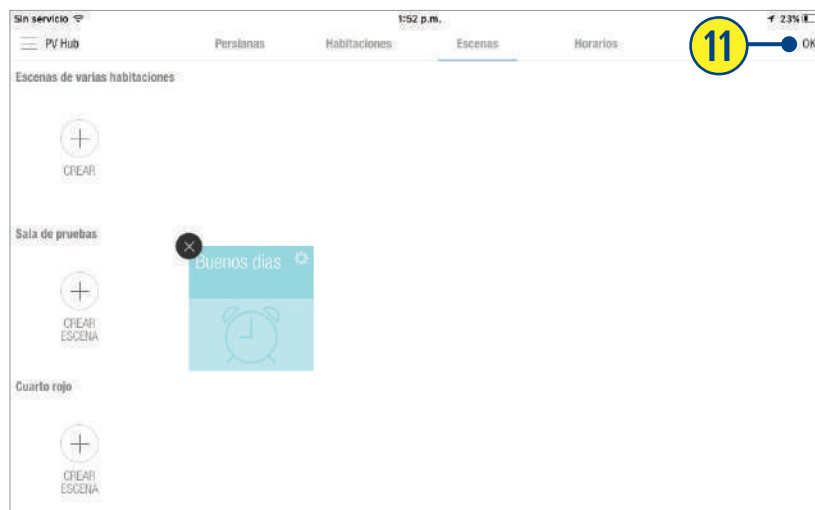 Sin servicio 1:52 p.m. 23%
PV Hub Persianas Habitaciones Escenas Horarios OK
11
Escenas de varias habitaciones
CREAR
Sala de pruebas
Buenos días
CREAR
ESCENA
Cuarto rojo
CREAR
ESCENA